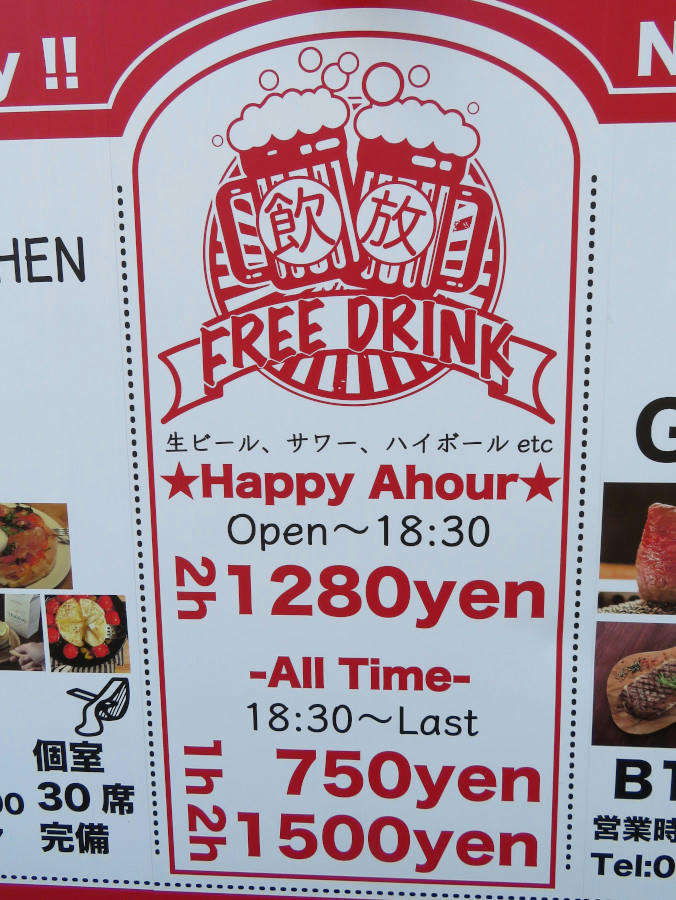 y !!
N
HEN
飲 放
FREE DRINK
生ビール、サワー、ハイボール etc
★Happy Ahour★
Open～18:30
2h 1280yen
-All Time-
18:30～Last
1h 750yen
2h 1500yen
個室
30 席
完備
G
B1
営業時
Tel:0